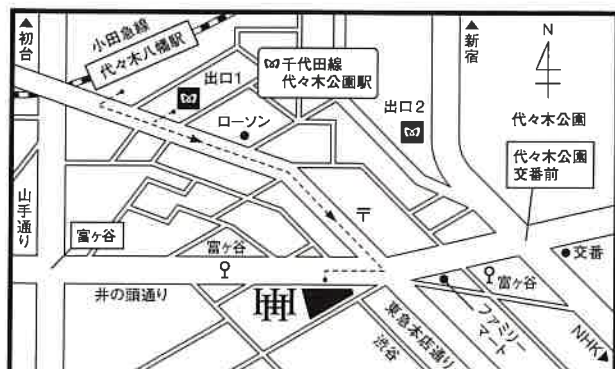 ▲初台
小田急線
代々木八幡駅
出口1
千代田線
代々木公園駅
▲新宿
N
出口2
代々木公園
ローソン
代々木公園
交番前
山手通り
富ヶ谷
〒
富ヶ谷
交番
富ヶ谷
井の頭通り
ファミリー
マート
東急本店通り
渋谷
NHK▶